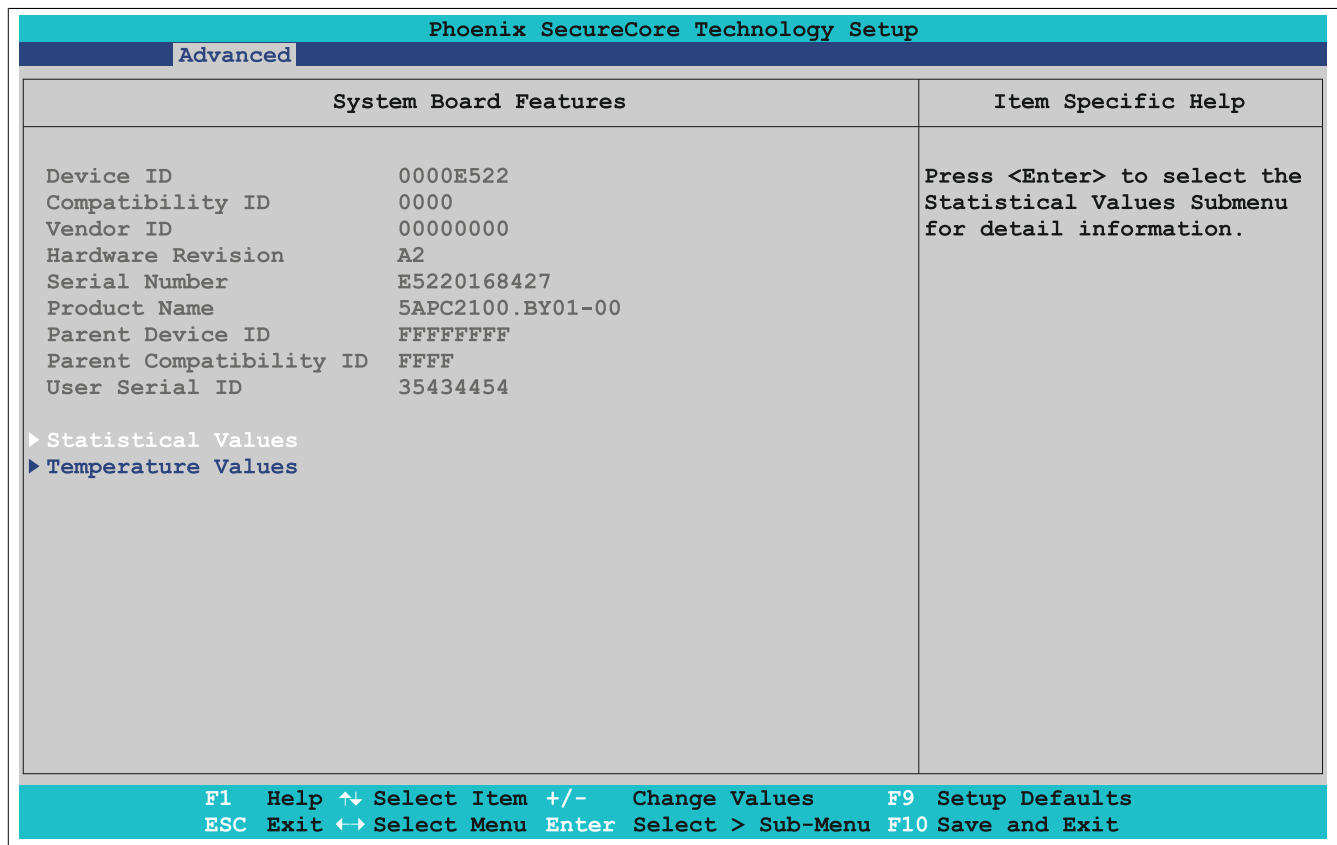 Phoenix SecureCore Technology Setup
Advanced
System Board Features
Item Specific Help
Device ID 0000E522
Compatibility ID 0000
Vendor ID 00000000
Hardware Revision A2
Serial Number E5220168427
Product Name 5APC2100.BY01-00
Parent Device ID FFFFFFFF
Parent Compatibility ID FFFF
User Serial ID 35434454
Statistical Values
Temperature Values
Press <Enter> to select the
Statistical Values Submenu
for detail information.
F1 Help ↑↓ Select Item +/- Change Values F9 Setup Defaults
ESC Exit ←→ Select Menu Enter Select > Sub-Menu F10 Save and Exit